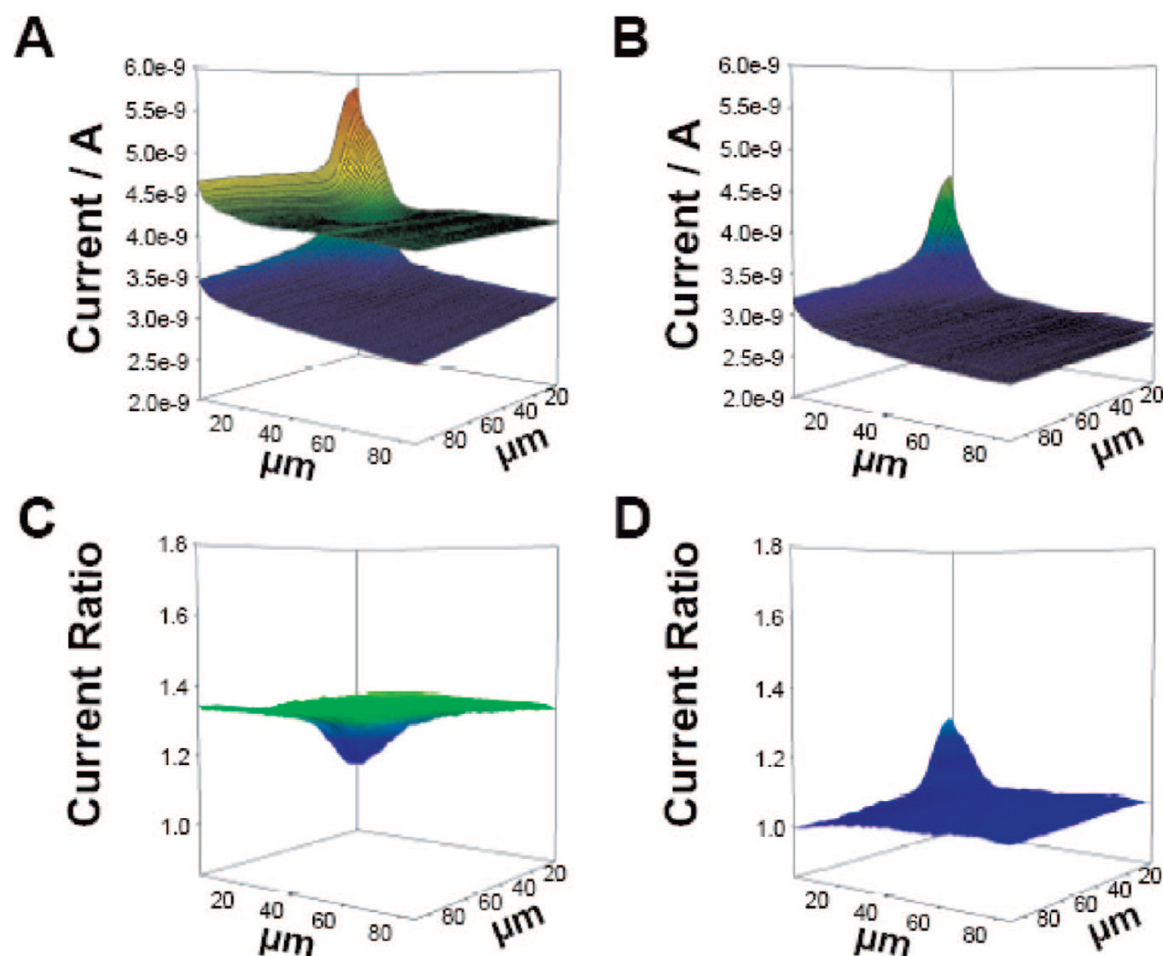 A
Current / A
6.0e-9
5.5e-9
5.0e-9
4.5e-9
4.0e-9
3.5e-9
3.0e-9
2.5e-9
2.0e-9
20
40
60
80
µm
80
60
40
20
µm
B
Current / A
6.0e-9
5.5e-9
5.0e-9
4.5e-9
4.0e-9
3.5e-9
3.0e-9
2.5e-9
2.0e-9
20
40
60
80
µm
80
60
40
20
µm
C
Current Ratio
1.8
1.6
1.4
1.2
1.0
20
40
60
80
µm
80
60
40
20
µm
D
Current Ratio
1.8
1.6
1.4
1.2
1.0
20
40
60
80
µm
80
60
40
20
µm